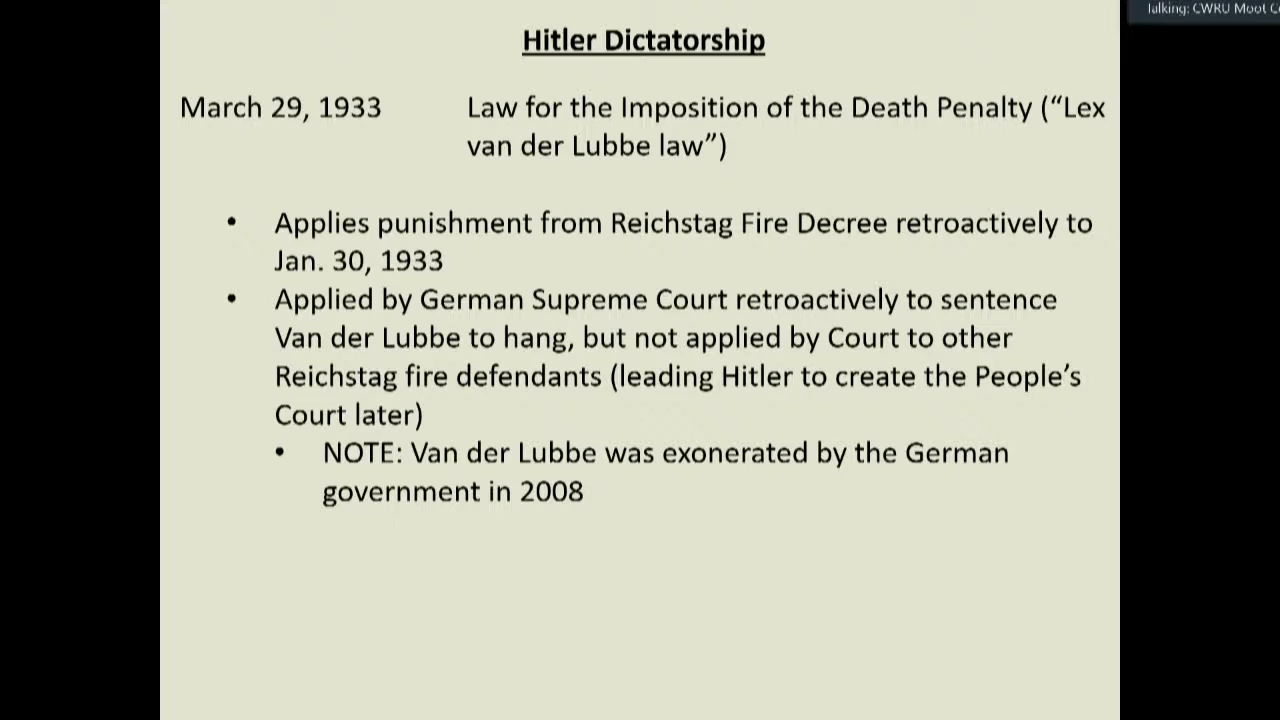 Talking: CWRU Moot C
Hitler Dictatorship
March 29, 1933 Law for the Imposition of the Death Penalty (“Lex
van der Lubbe law”)
• Applies punishment from Reichstag Fire Decree retroactively to
Jan. 30, 1933
• Applied by German Supreme Court retroactively to sentence
Van der Lubbe to hang, but not applied by Court to other
Reichstag fire defendants (leading Hitler to create the People’s
Court later)
• NOTE: Van der Lubbe was exonerated by the German
government in 2008